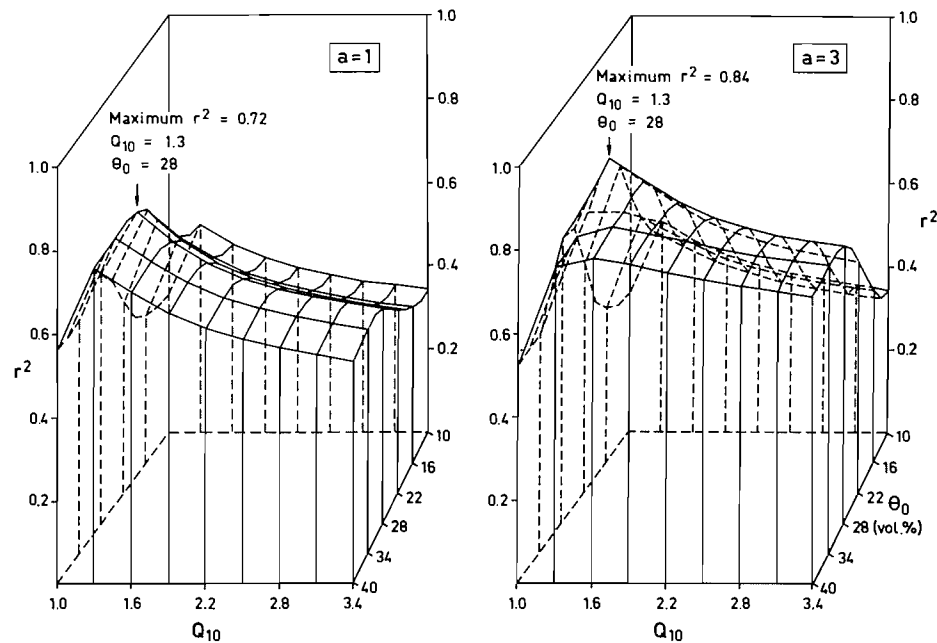 a=1
Maximum r² = 0.72
Q₁₀ = 1.3
θ₀ = 28
1.0
0.8
0.6
0.4
0.2
r²
1.0
0.8
0.6
0.4
0.2
1.0
1.6
2.2
2.8
3.4
Q₁₀
10
16
22
28
34
40
a=3
Maximum r² = 0.84
Q₁₀ = 1.3
θ₀ = 28
1.0
0.8
0.6
0.4
0.2
r²
1.0
0.8
0.6
0.4
0.2
1.0
1.6
2.2
2.8
3.4
Q₁₀
10
16
22
28 (vol.%)
34
40
θ₀